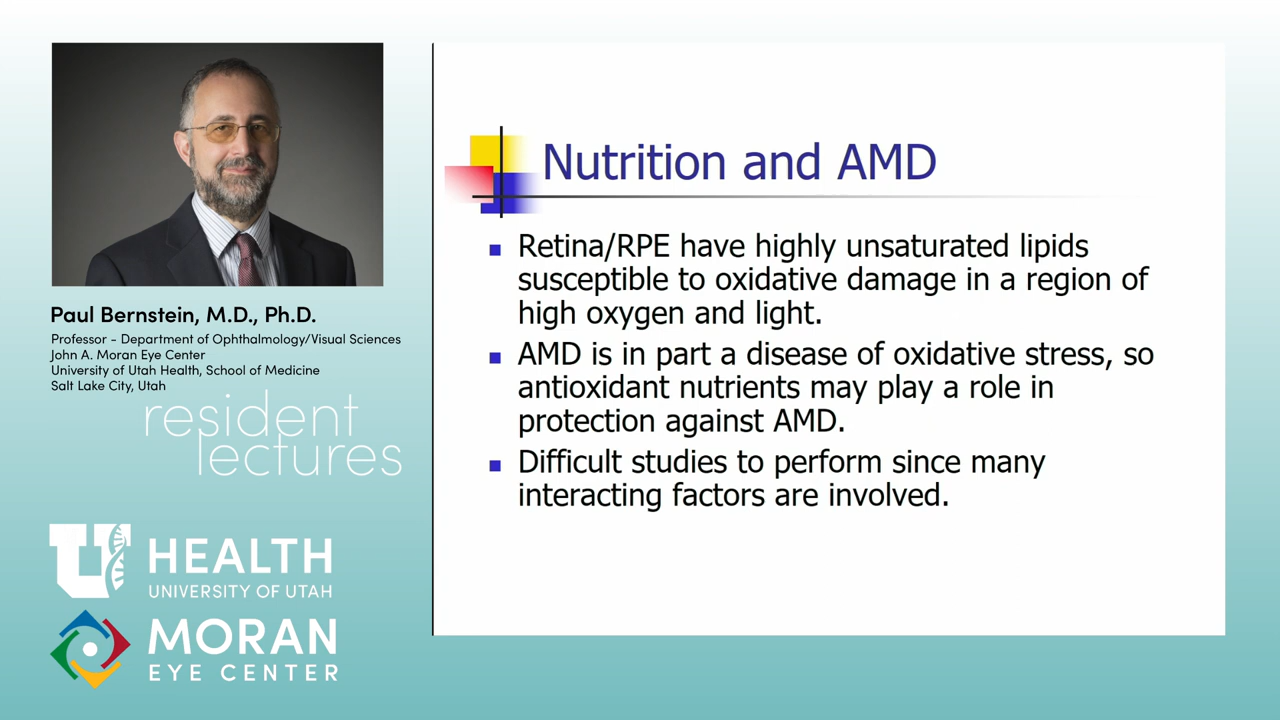 Paul Bernstein, M.D., Ph.D.
Professor - Department of Ophthalmology/Visual Sciences
John A. Moran Eye Center
University of Utah Health, School of Medicine
Salt Lake City, Utah
resident
lectures
U HEALTH
UNIVERSITY OF UTAH
MORAN
EYE CENTER
Nutrition and AMD
Retina/RPE have highly unsaturated lipids
susceptible to oxidative damage in a region of
high oxygen and light.
AMD is in part a disease of oxidative stress, so
antioxidant nutrients may play a role in
protection against AMD.
Difficult studies to perform since many
interacting factors are involved.